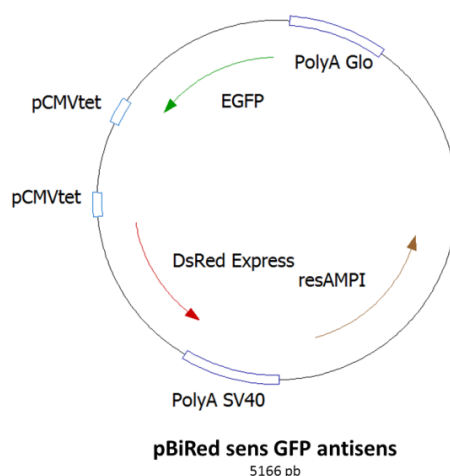 PolyA Glo
EGFP
pCMVtet
pCMVtet
DsRed Express
resAMPI
PolyA SV40
pBiRed sens GFP antisens
5166 pb